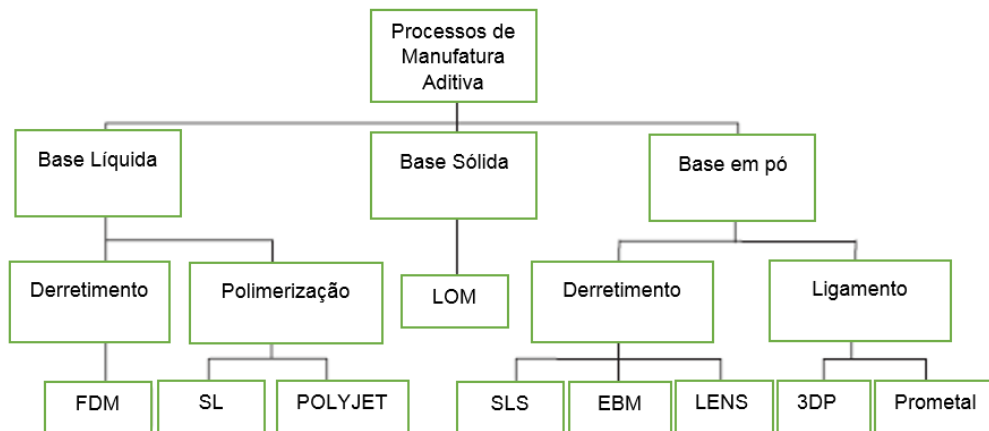 Processos de
Manufatura
Aditiva
Base Líquida
Base Sólida
Base em pó
Derretimento
Polimerização
LOM
Derretimento
Ligamento
FDM
SL
POLYJET
SLS
EBM
LENS
3DP
Prometal